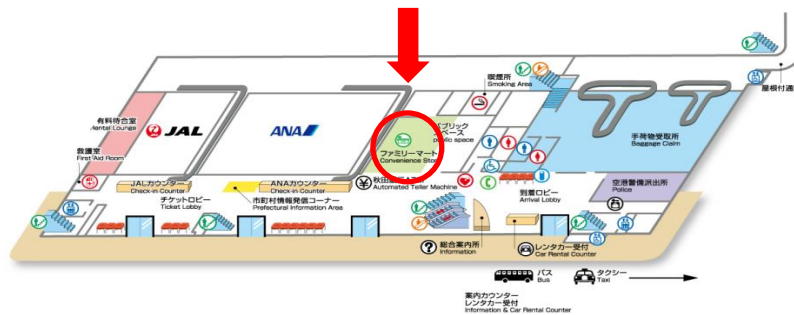 喫煙所
Smoking Area
屋根付通
有料待合室
Rental Lounge
JAL
ANA
パブリック
ペース
public space
手荷物受取所
Baggage Claim
救護室
First Aid Room
ファミリーマート
Convenience Stor
JALカウンター
Check-in Counter
ANAカウンター
Check-in Counter
秋田
Automated Teller Machine
到着ロビー
Arrival Lobby
空港警備派出所
Police
チケットロビー
Ticket Lobby
市町村情報発信コーナー
Prefectural Information Area
総合案内所
Information
レンタカー受付
Car Rental Counter
バス
Bus
タクシー
Taxi
案内カウンター
レンタカー受付
Information & Car Rental Counter